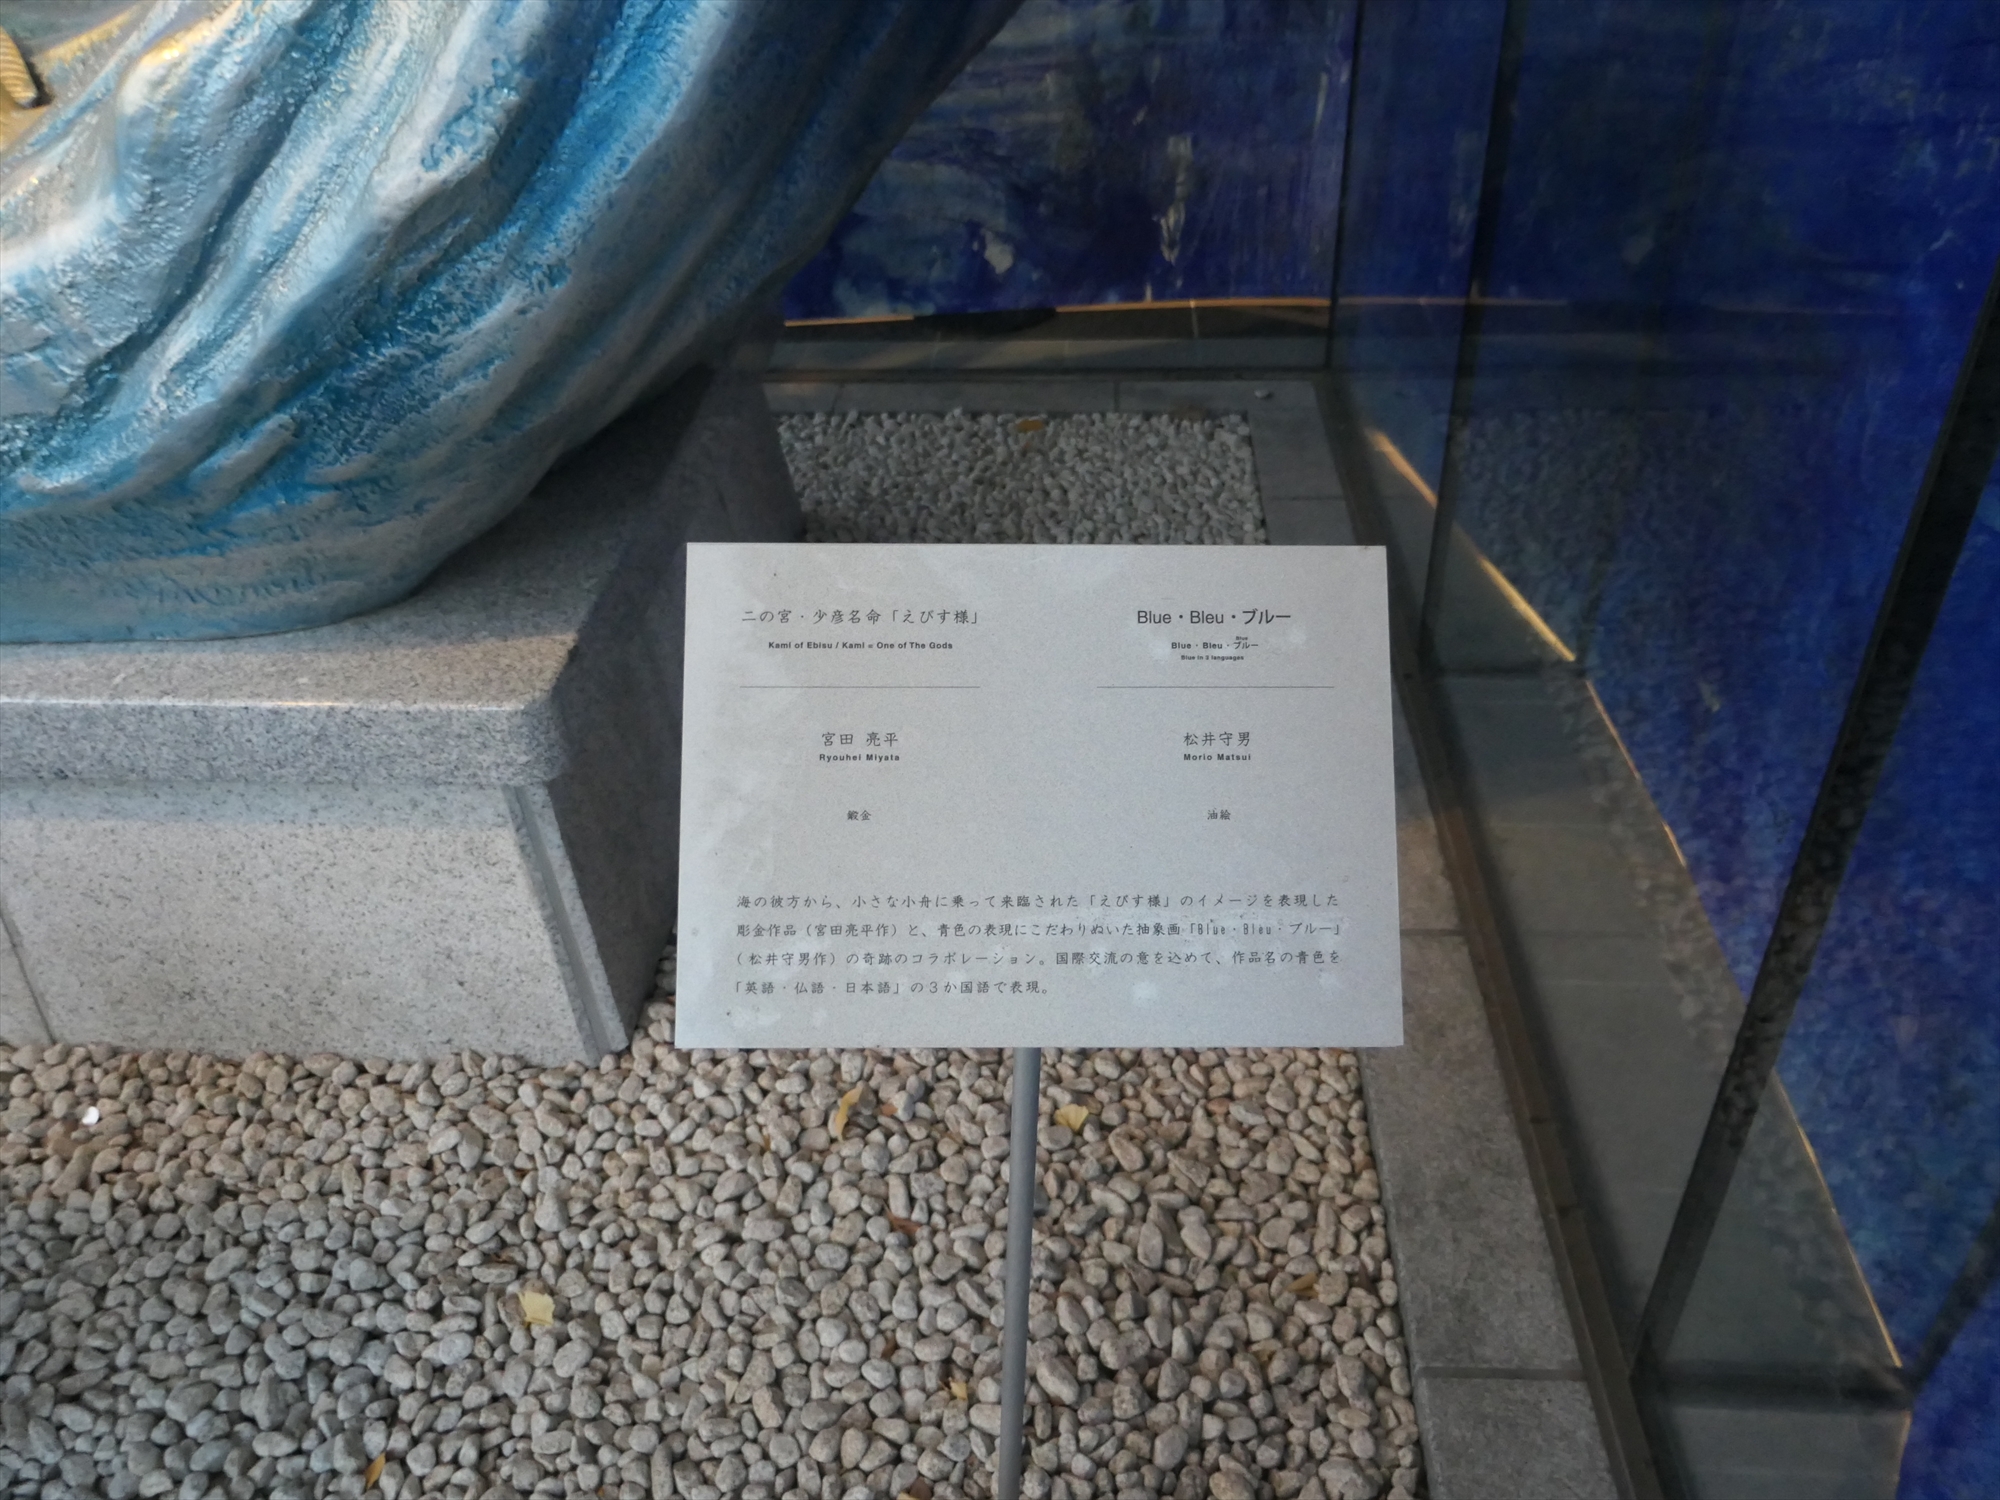 二の宮・少彦名命「えびす様」
Kami of Ebisu / Kami = One of The Gods
宮田 亮平
Ryouhei Miyata
鍛金
Blue・Bleu・ブルー
Blue
Blue・Bleu・ブルー
Blue in 3 languages
松井守男
Morio Matsui
油絵
海の彼方から、小さな小舟に乗って来臨された「えびす様」のイメージを表現した
彫金作品（宮田亮平作）と、青色の表現にこだわりぬいた抽象画「Blue・Bleu・ブルー」
（松井守男作）の奇跡のコラボレーション。国際交流の意を込めて、作品名の青色を
「英語・仏語・日本語」の３か国語で表現。